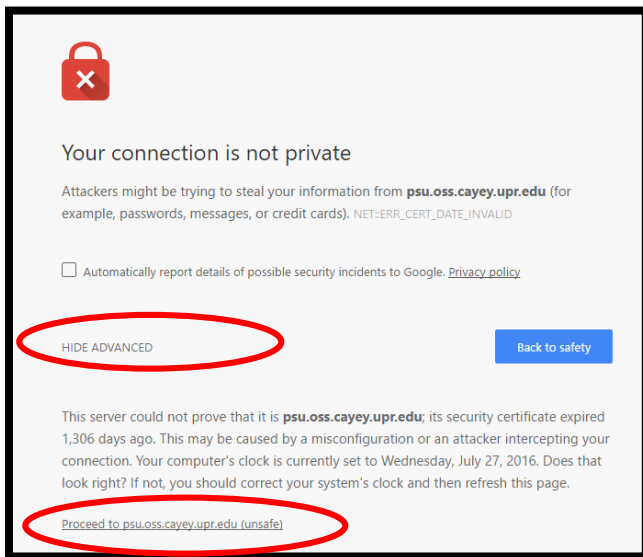 Your connection is not private
Attackers might be trying to steal your information from psu.oss.cayey.upr.edu (for
example, passwords, messages, or credit cards). NET::ERR_CERT_DATE_INVALID
Automatically report details of possible security incidents to Google. Privacy policy
HIDE ADVANCED
Back to safety
This server could not prove that it is psu.oss.cayey.upr.edu; its security certificate expired
1,306 days ago. This may be caused by a misconfiguration or an attacker intercepting your
connection. Your computer's clock is currently set to Wednesday, July 27, 2016. Does that
look right? If not, you should correct your system's clock and then refresh this page.
Proceed to psu.oss.cayey.upr.edu (unsafe)